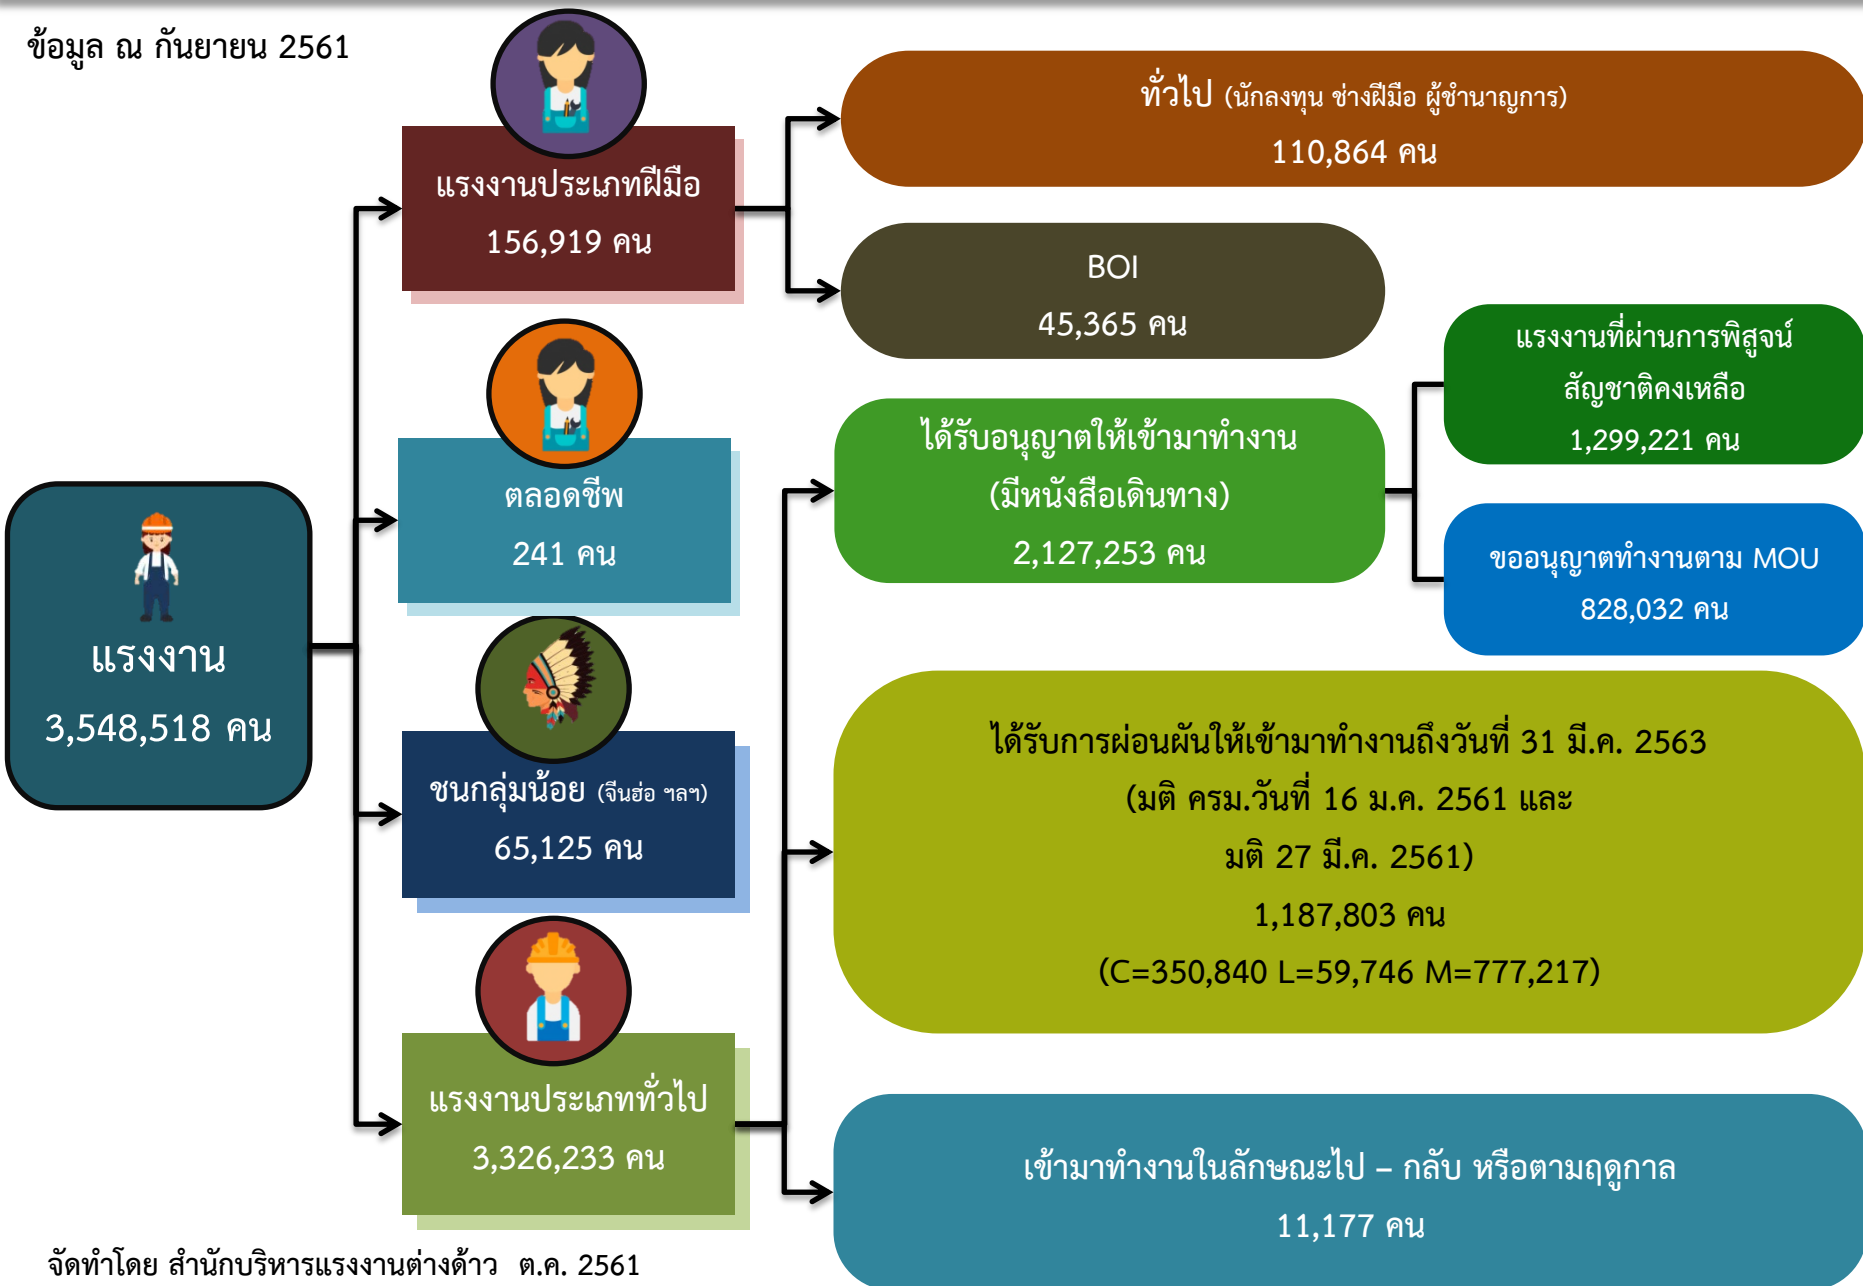 ข้อมูล ณ กันยายน 2561
แรงงาน
3,548,518 คน
แรงงานประเภทฝีมือ
156,919 คน
ทั่วไป (นักลงทุน ช่างฝีมือ ผู้ชำนาญการ)
110,864 คน
BOI
45,365 คน
ตลอดชีพ
241 คน
ชนกลุ่มน้อย (จีนฮ่อ ฯลฯ)
65,125 คน
แรงงานประเภททั่วไป
3,326,233 คน
ได้รับอนุญาตให้เข้ามาทำงาน
(มีหนังสือเดินทาง)
2,127,253 คน
แรงงานที่ผ่านการพิสูจน์
สัญชาติคงเหลือ
1,299,221 คน
ขออนุญาตทำงานตาม MOU
828,032 คน
ได้รับการผ่อนผันให้เข้ามาทำงานถึงวันที่ 31 มี.ค. 2563
(มติ ครม.วันที่ 16 ม.ค. 2561 และ
มติ 27 มี.ค. 2561)
1,187,803 คน
(C=350,840 L=59,746 M=777,217)
เข้ามาทำงานในลักษณะไป – กลับ หรือตามฤดูกาล
11,177 คน
จัดทำโดย สำนักบริหารแรงงานต่างด้าว ต.ค. 2561